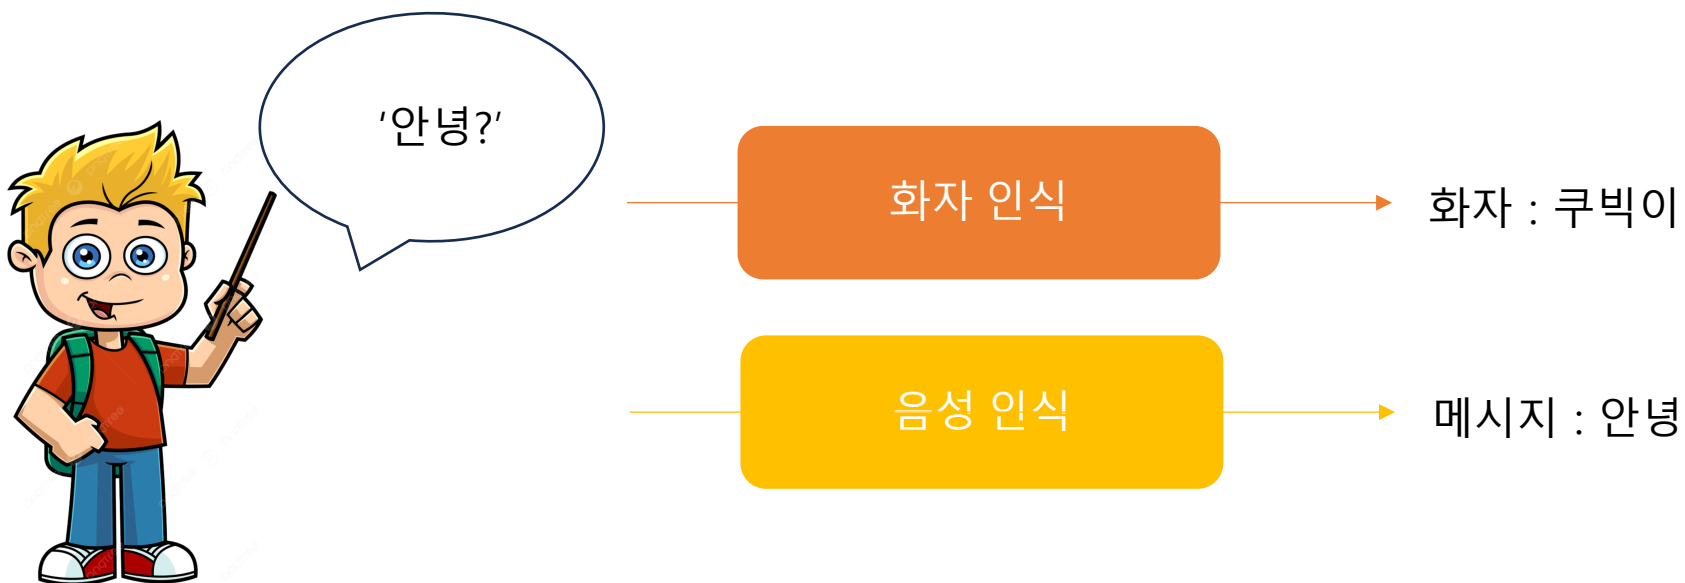 ‘안녕?’
화자 인식
화자 : 쿠빅이
음성 인식
메시지 : 안녕